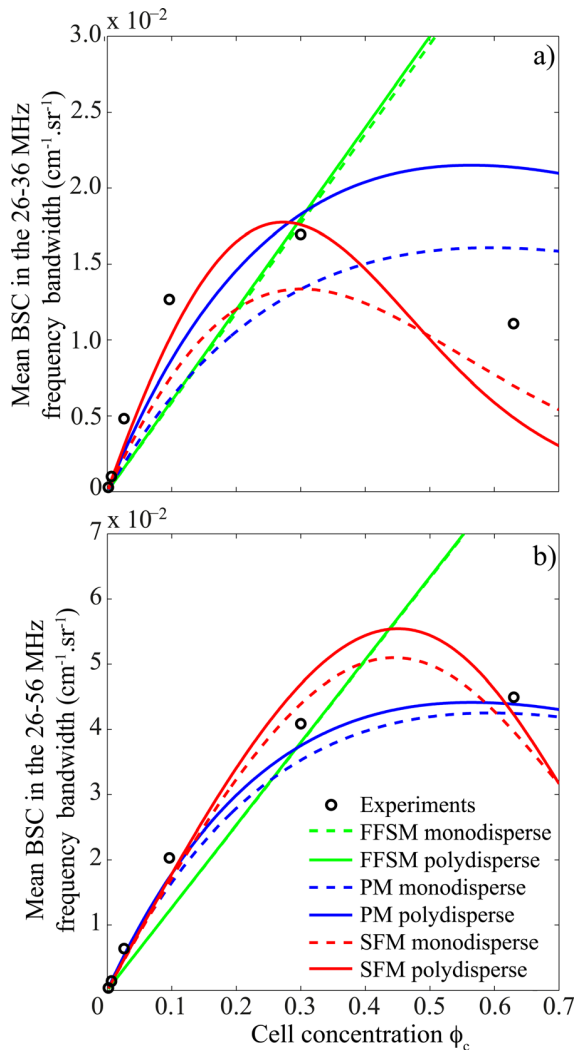 3.0 x 10⁻²
a)
2.5
2.0
1.5
1.0
0.5
0
Mean BSC in the 26-36 MHz
frequency bandwidth (cm⁻¹.sr⁻¹)
7 x 10⁻²
b)
6
5
4
3
2
1
Mean BSC in the 26-56 MHz
frequency bandwidth (cm⁻¹.sr⁻¹)
Experiments
FFSM monodisperse
FFSM polydisperse
PM monodisperse
PM polydisperse
SFM monodisperse
SFM polydisperse
0 0.1 0.2 0.3 0.4 0.5 0.6 0.7
Cell concentration ϕc